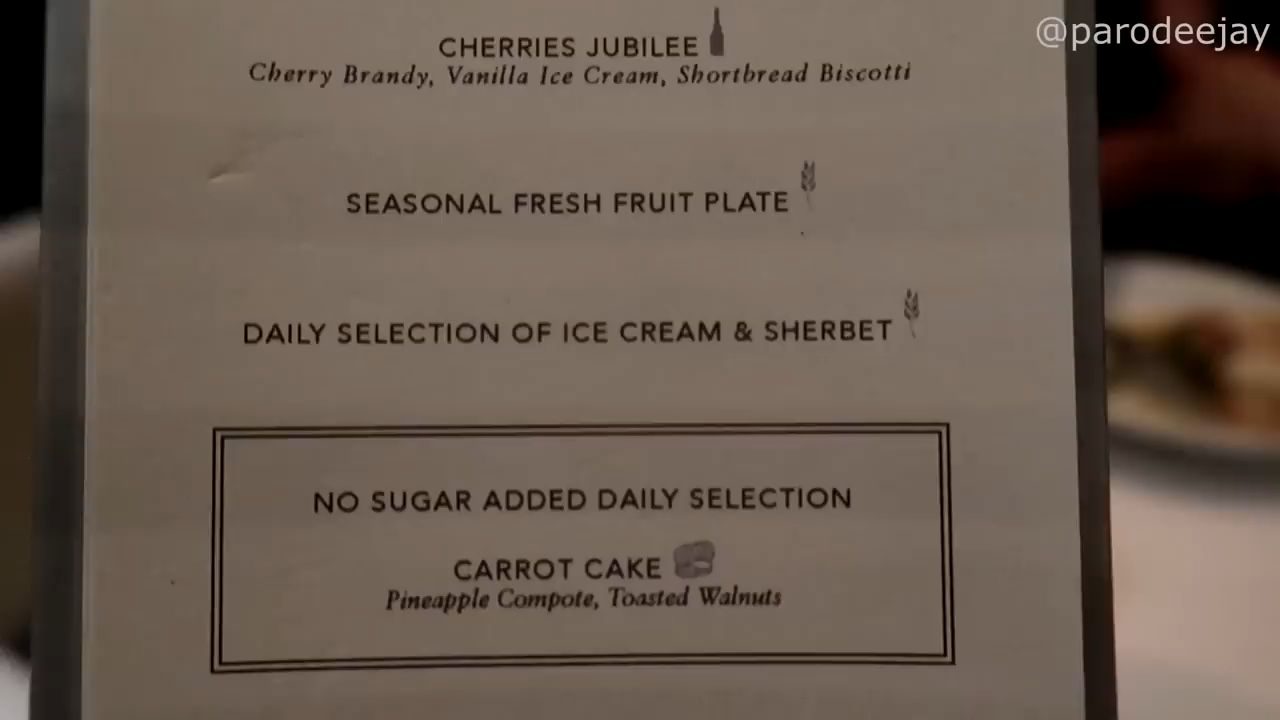 @parodeejay
CHERRIES JUBILEE
Cherry Brandy, Vanilla Ice Cream, Shortbread Biscotti
SEASONAL FRESH FRUIT PLATE
DAILY SELECTION OF ICE CREAM & SHERBET
NO SUGAR ADDED DAILY SELECTION
CARROT CAKE
Pineapple Compote, Toasted Walnuts